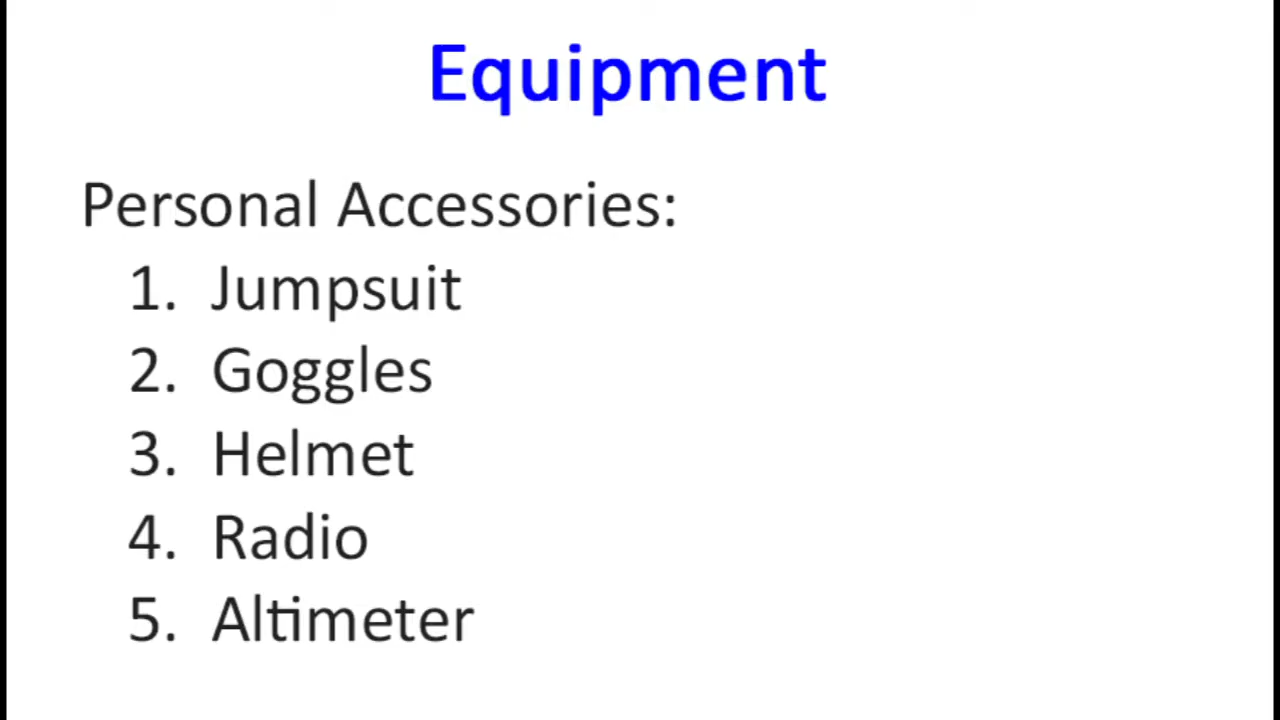 Equipment
Personal Accessories:
1. Jumpsuit
2. Goggles
3. Helmet
4. Radio
5. Altimeter